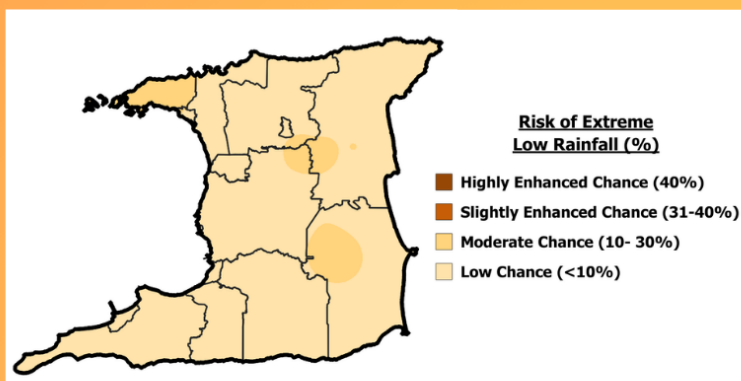 Risk of Extreme
Low Rainfall (%)
Highly Enhanced Chance (40%)
Slightly Enhanced Chance (31-40%)
Moderate Chance (10- 30%)
Low Chance (<10%)